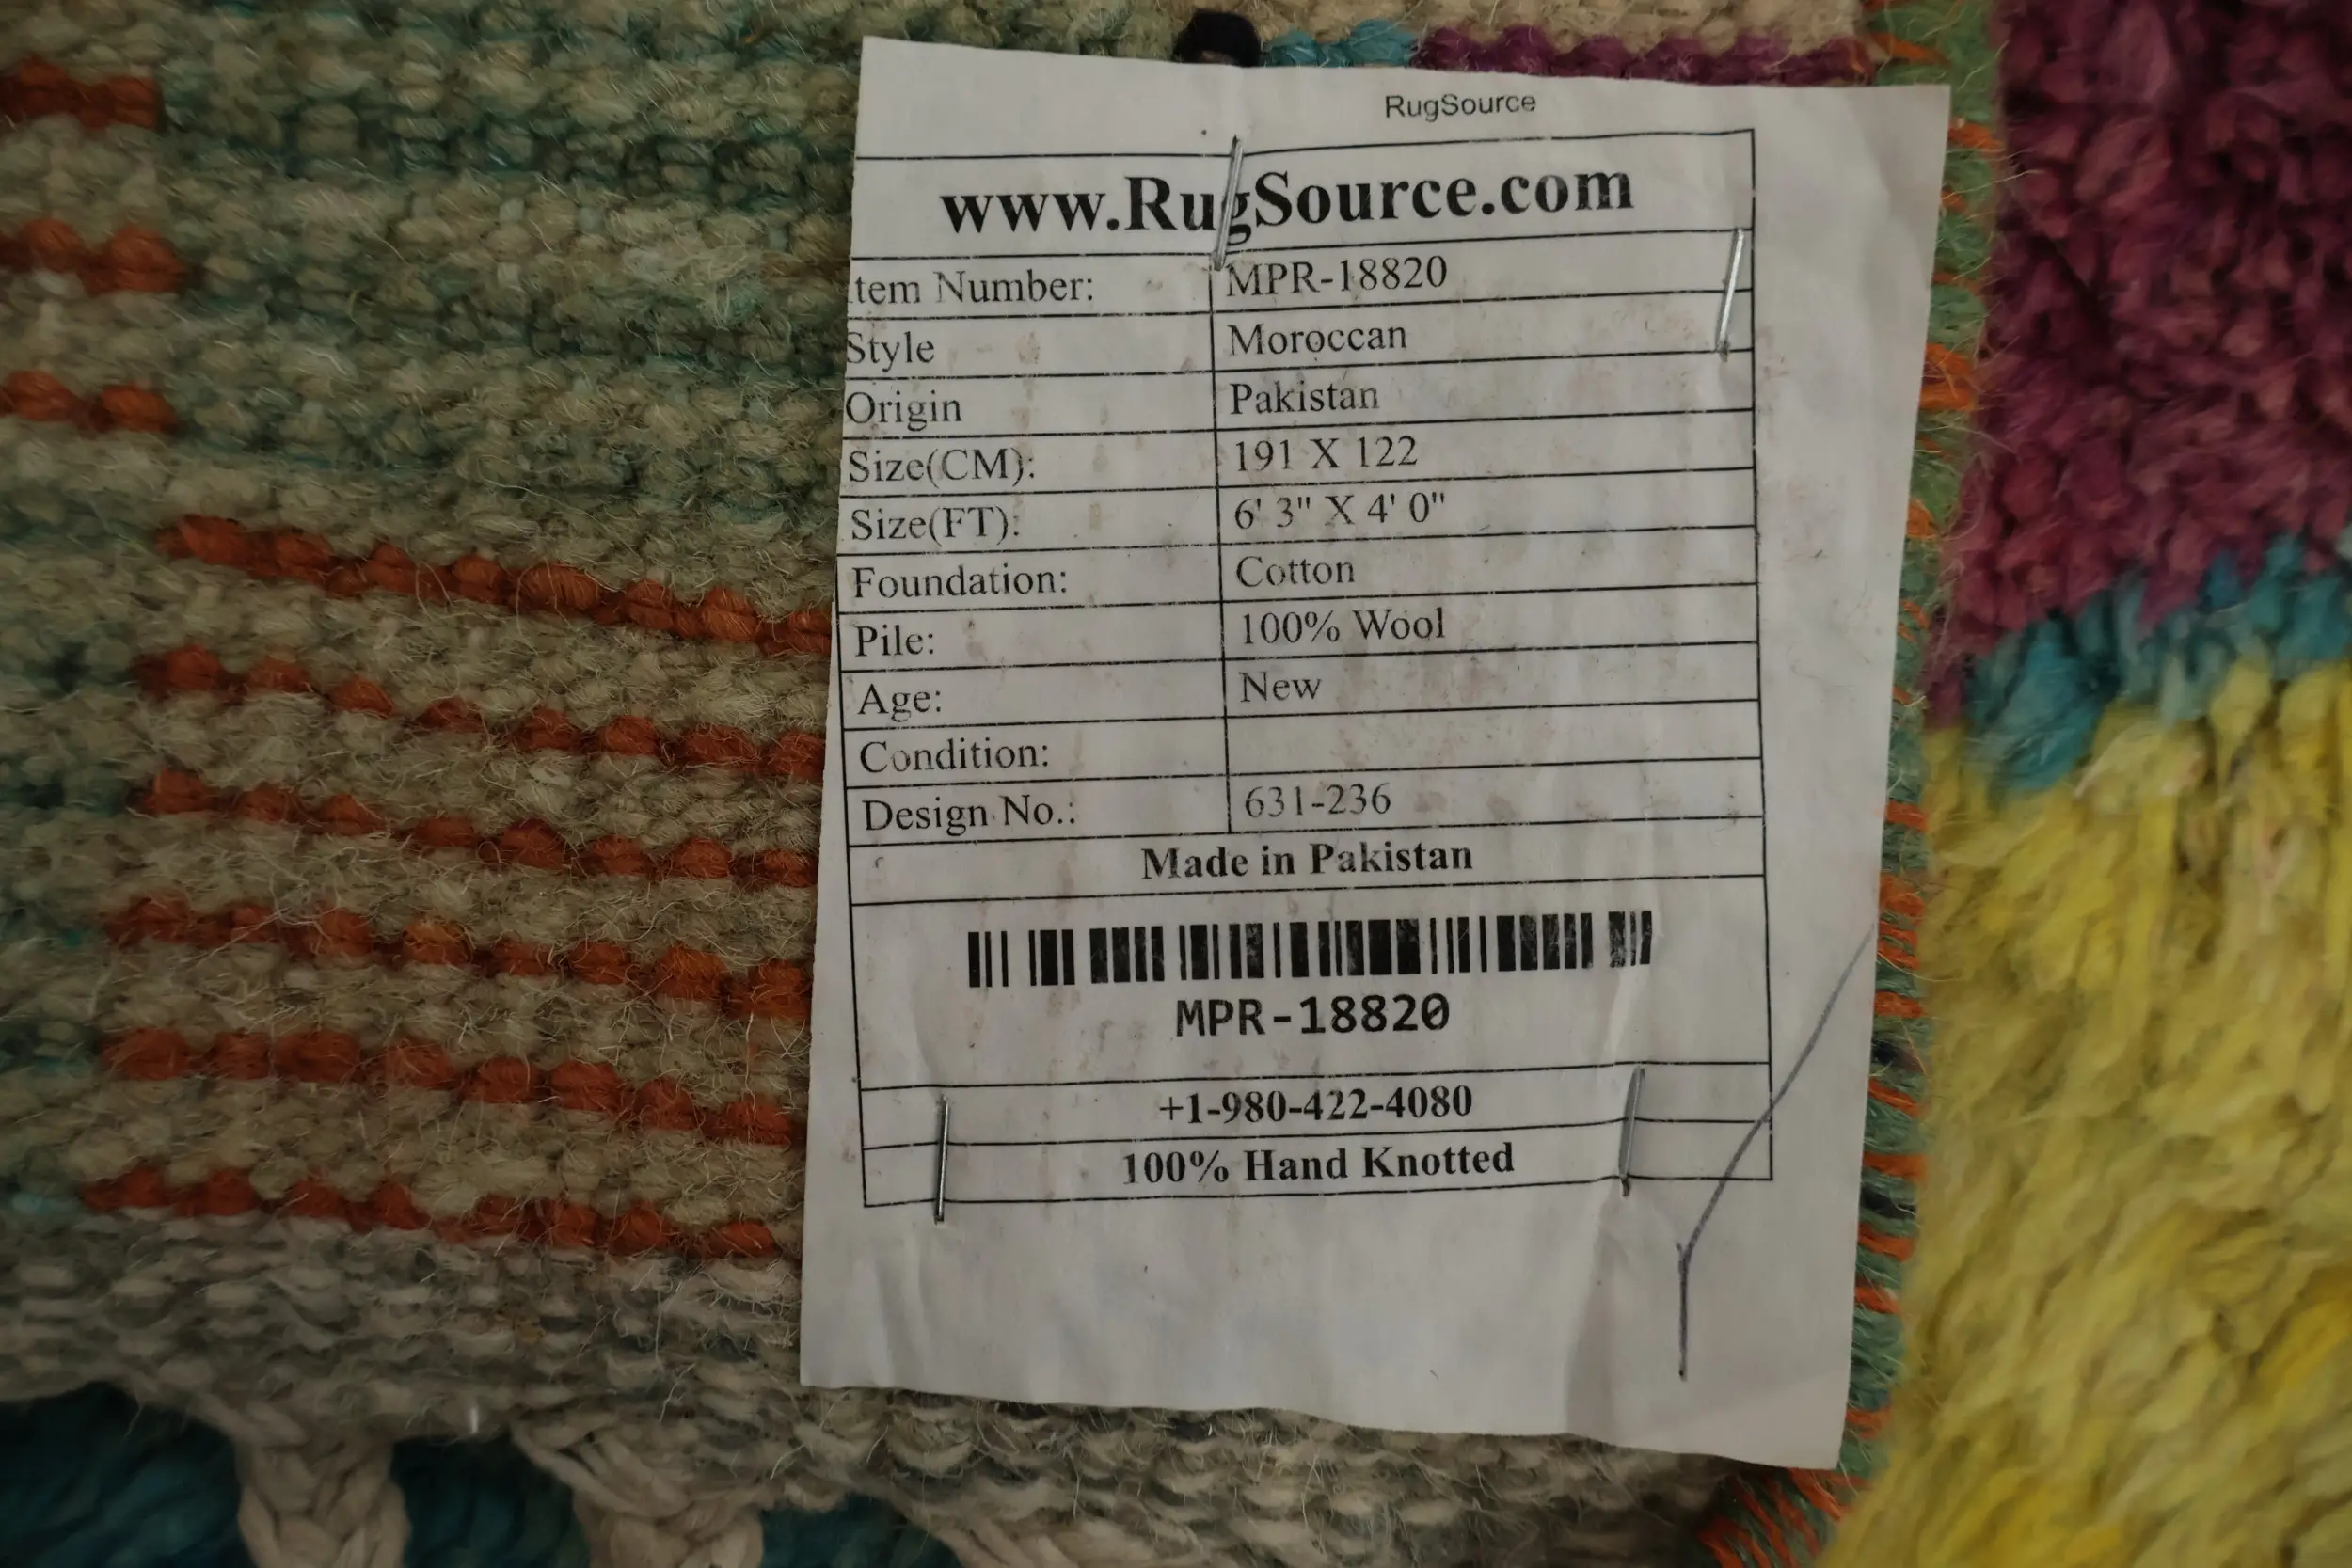 RugSource
www.RugSource.com
tem Number: MPR-18820
Style Moroccan
Origin Pakistan
Size(CM): 191 X 122
Size(FT): 6' 3" X 4' 0"
Foundation: Cotton
Pile: 100% Wool
Age: New
Condition:
Design No.: 631-236
Made in Pakistan
MPR-18820
+1-980-422-4080
100% Hand Knotted